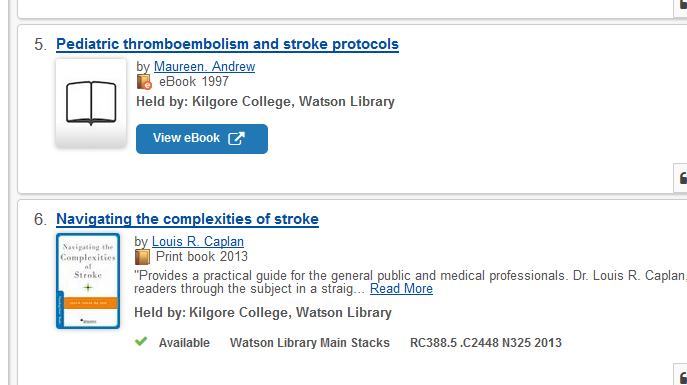 5. Pediatric thromboembolism and stroke protocols
by Maureen. Andrew
eBook 1997
Held by: Kilgore College, Watson Library
View eBook
6. Navigating the complexities of stroke
Navigating the
Complexities
of
Stroke
by Louis R. Caplan
Print book 2013
"Provides a practical guide for the general public and medical professionals. Dr. Louis R. Caplan,
readers through the subject in a straig... Read More
Held by: Kilgore College, Watson Library
Available Watson Library Main Stacks RC388.5 .C2448 N325 2013